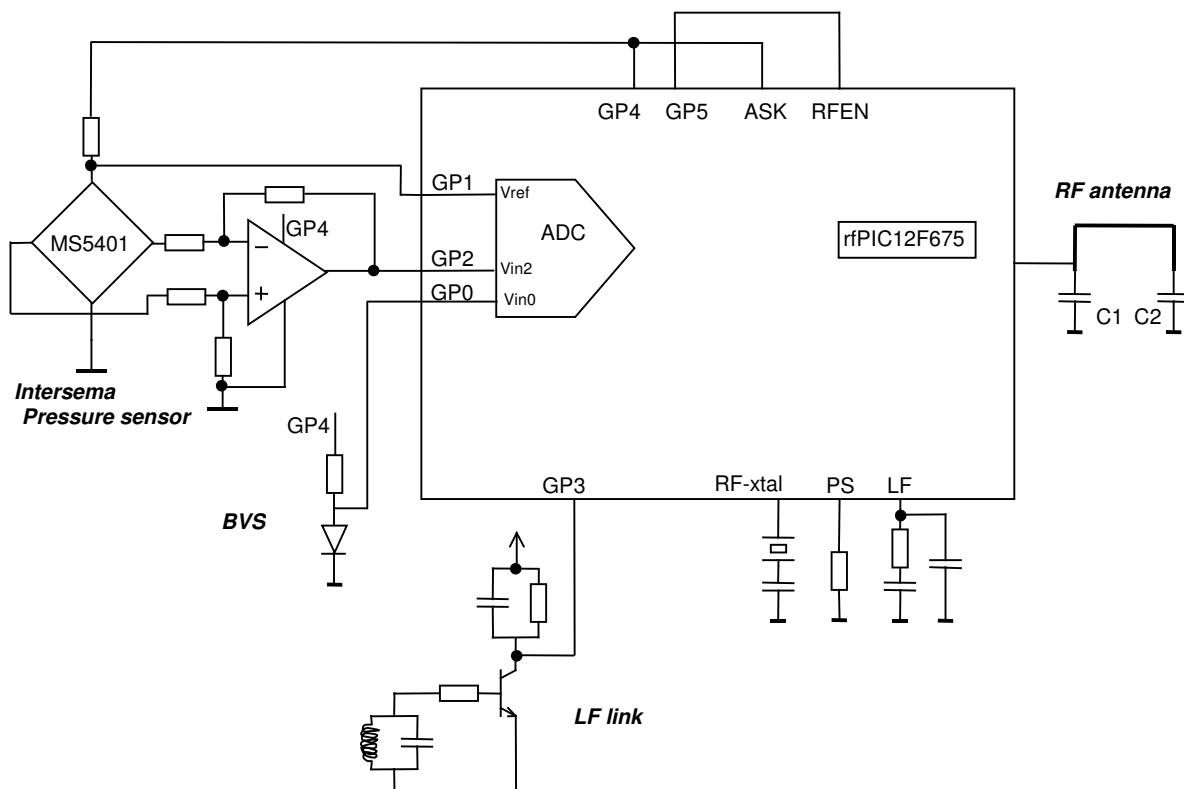 GP4 GP5 ASK RFEN
GP1
Vref
RF antenna
MS5401
GP4
ADC
rfPIC12F675
GP2
Vin2
GP0
Vin0
C1 C2
Intersema
Pressure sensor
GP4
GP3 RF-xtal PS LF
BVS
LF link